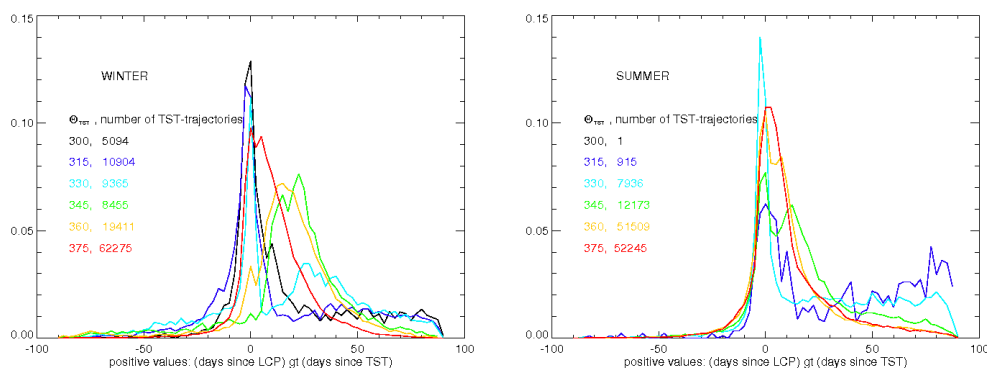 0.15
WINTER
Θ_TST , number of TST-trajectories
0.10
300, 5094
315, 10904
330, 9365
345, 8455
360, 19411
375, 62275
0.05
0.00
-100 -50 0 50 100
positive values: (days since LCP) gt (days since TST)
0.15
SUMMER
Θ_TST , number of TST-trajectories
0.10
300, 1
315, 915
330, 7936
345, 12173
360, 51509
375, 52245
0.05
0.00
-100 -50 0 50 100
positive values: (days since LCP) gt (days since TST)